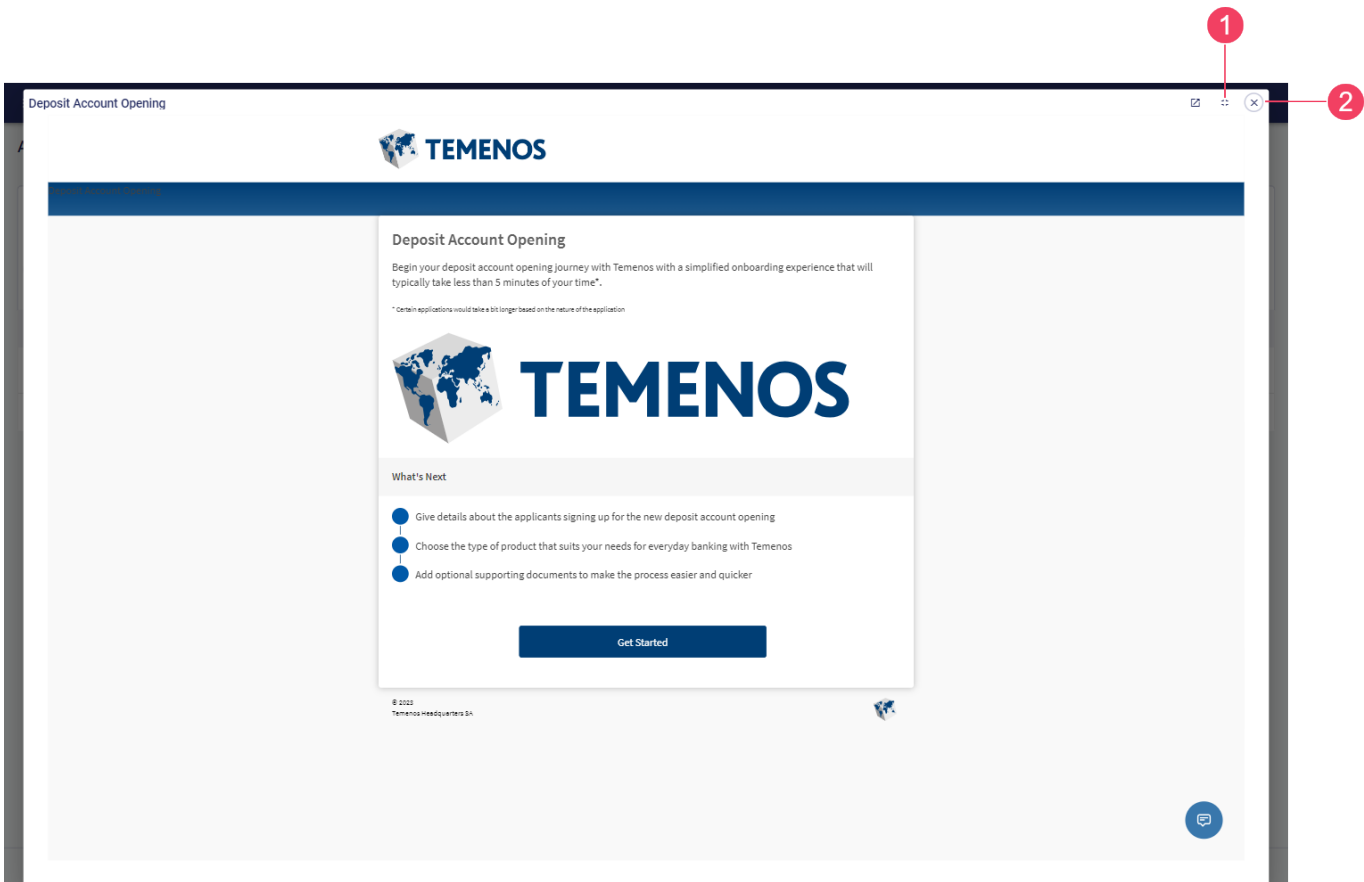 1
Deposit Account Opening
2
TEMENOS
Deposit Account Opening
Deposit Account Opening
Begin your deposit account opening journey with Temenos with a simplified onboarding experience that will
typically take less than 5 minutes of your time*.
* Certain applications would take a bit longer based on the nature of the application
TEMENOS
What's Next
Give details about the applicants signing up for the new deposit account opening
Choose the type of product that suits your needs for everyday banking with Temenos
Add optional supporting documents to make the process easier and quicker
Get Started
© 2023
Temenos Headquarters SA